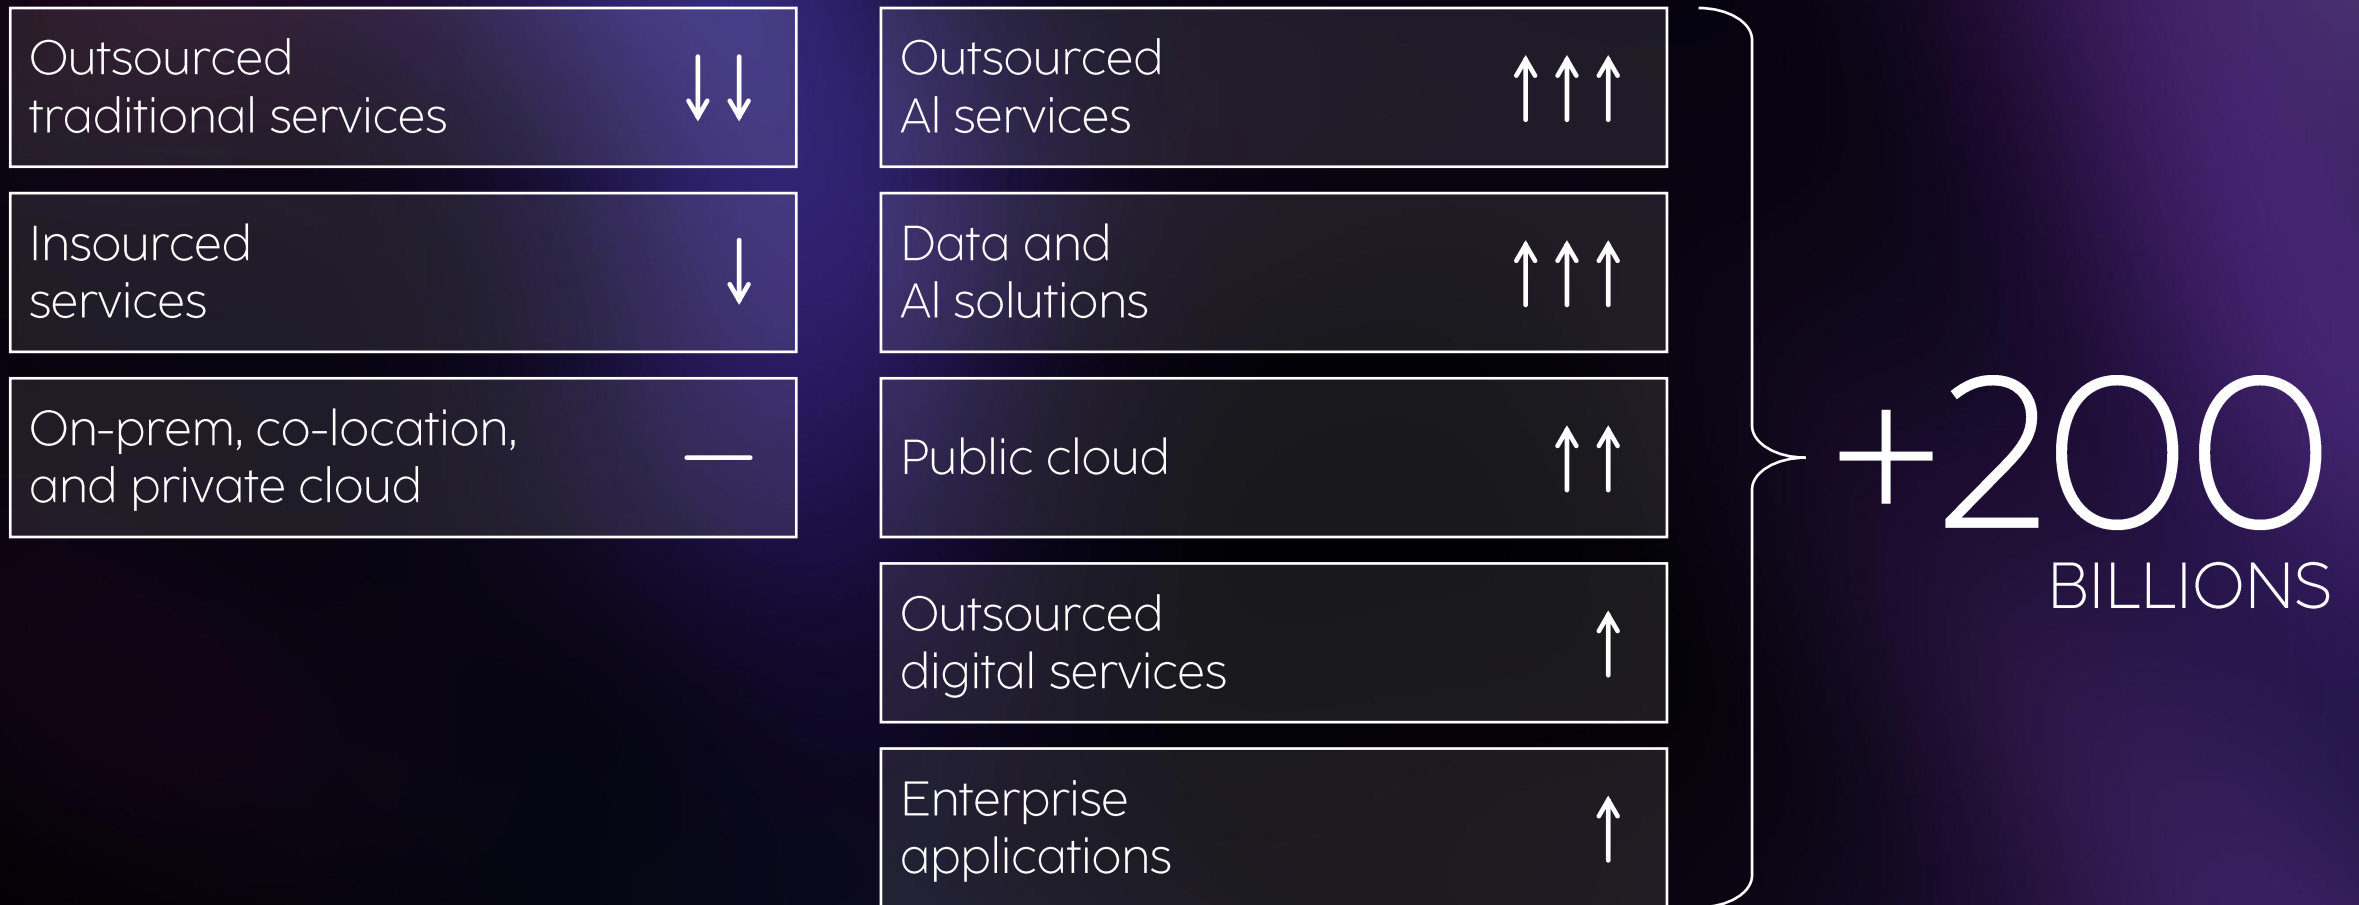 Outsourced
traditional services
↓↓
Insourced
services
↓
On-prem, co-location,
and private cloud
—
Outsourced
AI services
↑↑↑
Data and
AI solutions
↑↑↑
Public cloud
↑↑
Outsourced
digital services
↑
Enterprise
applications
↑
+200
BILLIONS